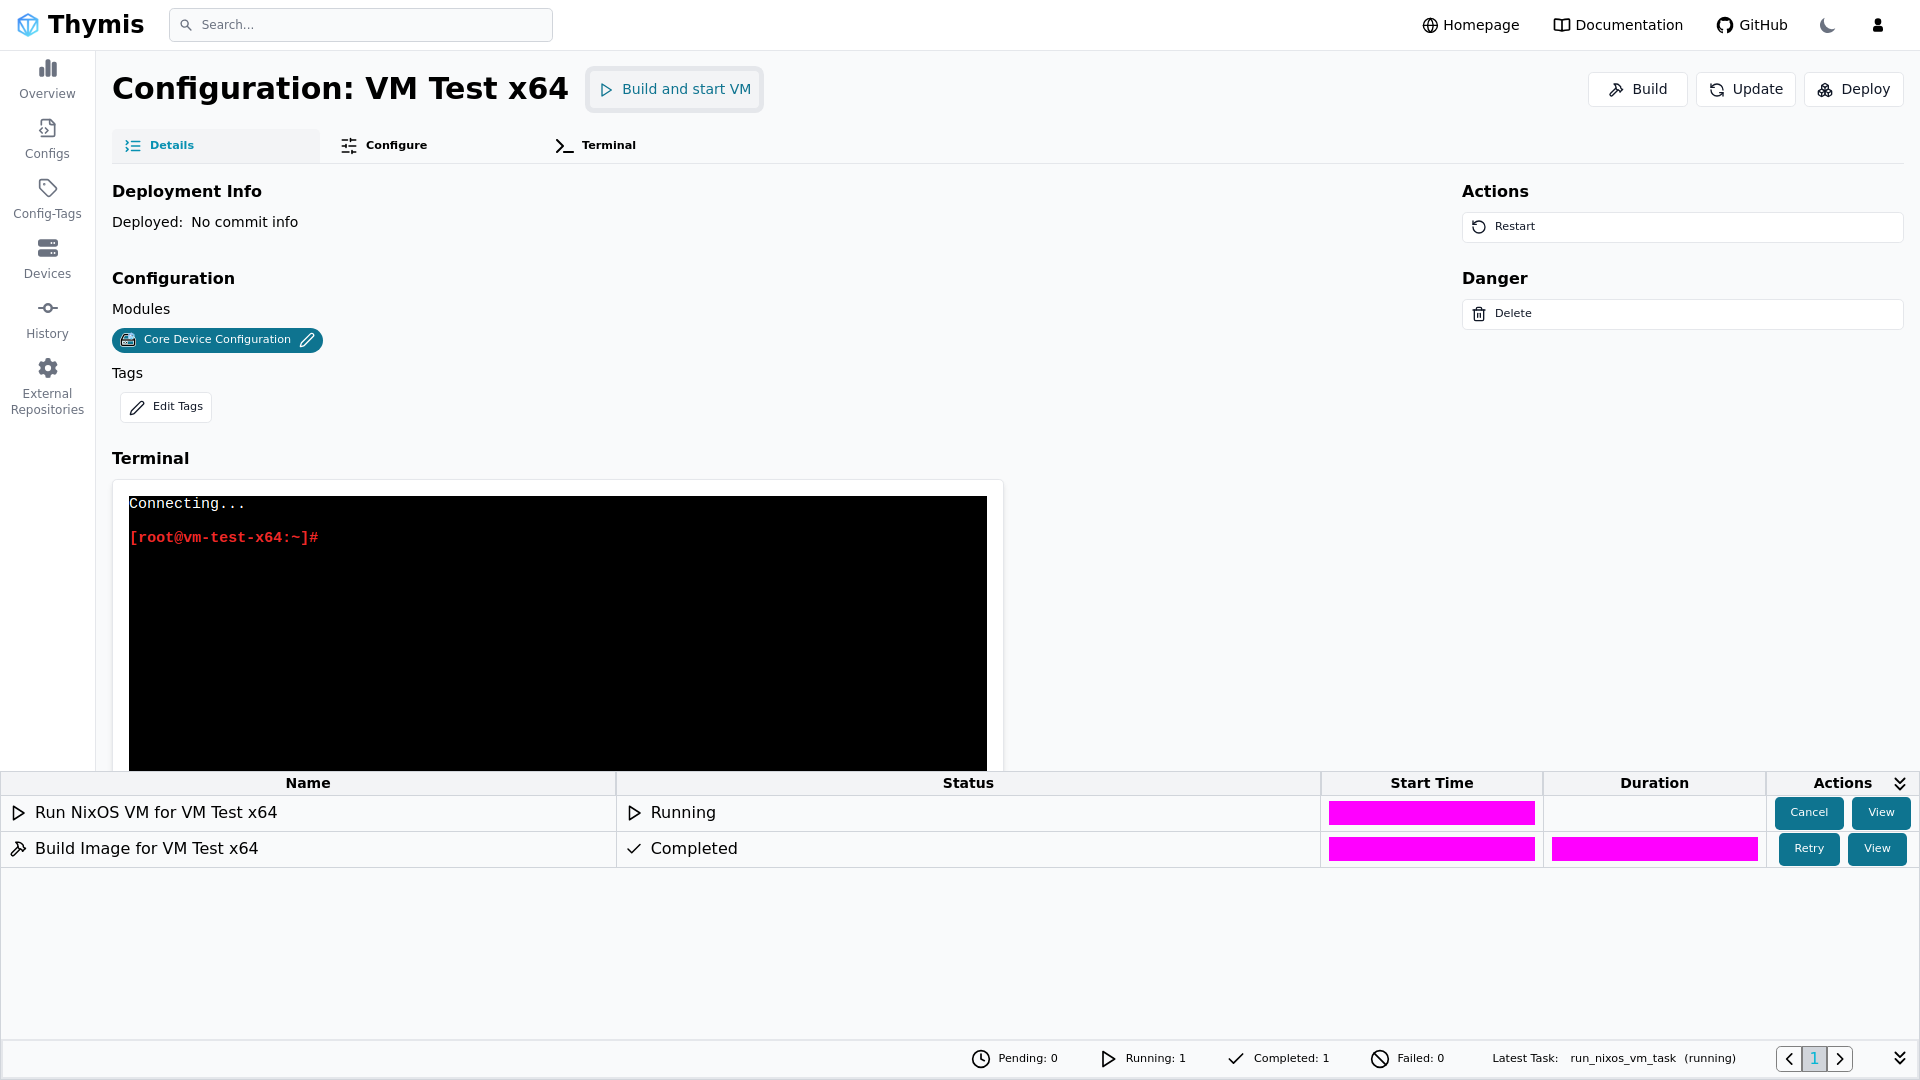 Thymis
Search...
Homepage
Documentation
GitHub
Overview
Configs
Config-Tags
Devices
History
External
Repositories
Configuration: VM Test x64
Build and start VM
Build
Update
Deploy
Details
Configure
Terminal
Deployment Info
Deployed: No commit info
Configuration
Modules
Core Device Configuration
Tags
Edit Tags
Actions
Restart
Danger
Delete
Terminal
Connecting...
[root@vm-test-x64:~]#
Name Status Start Time Duration Actions
Run NixOS VM for VM Test x64 Running Cancel View
Build Image for VM Test x64 Completed Retry View
Pending: 0 Running: 1 Completed: 1 Failed: 0 Latest Task: run_nixos_vm_task (running) 1